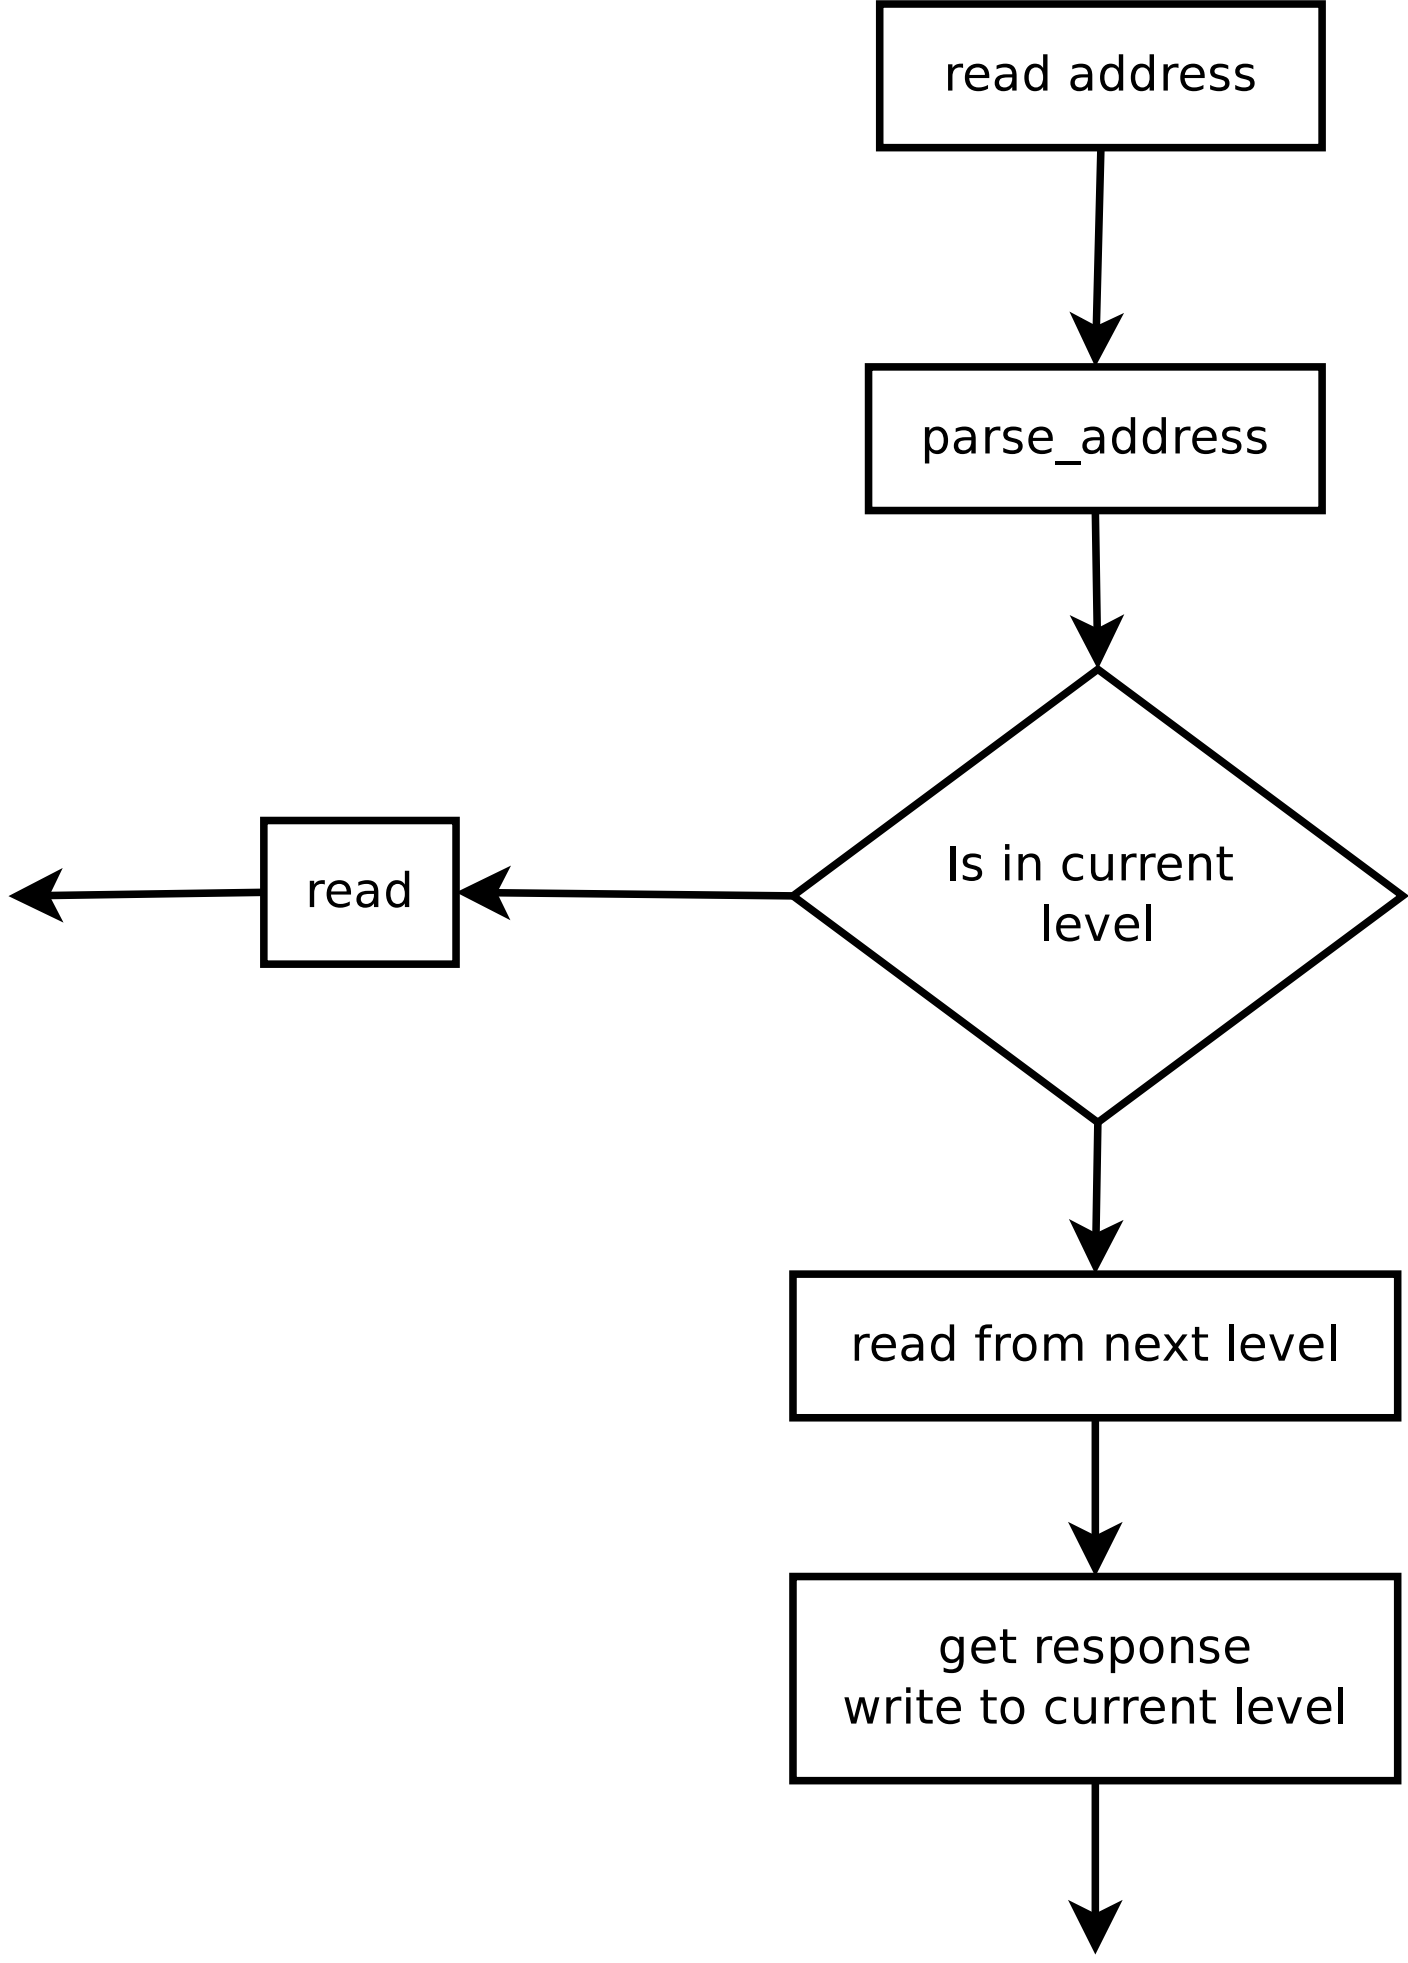 read address
parse_address
Is in current
level
read
read from next level
get response
write to current level